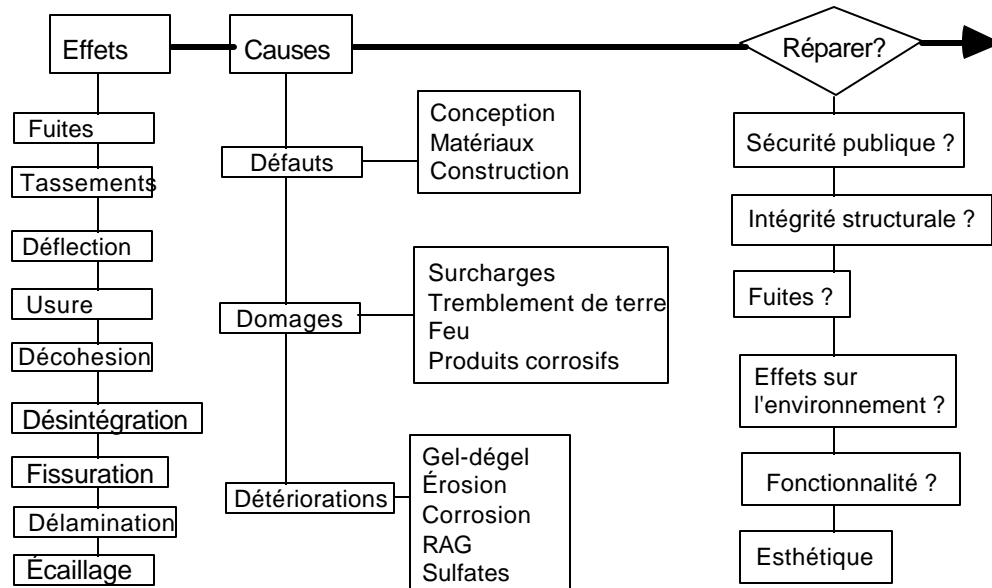 Effets
Causes
Réparer?
Fuites
Tassements
Déflection
Usure
Décohesion
Désintégration
Fissuration
Délamination
Écaillage
Défauts
Conception
Matériaux
Construction
Domages
Surcharges
Tremblement de terre
Feu
Produits corrosifs
Détériorations
Gel-dégel
Érosion
Corrosion
RAG
Sulfates
Sécurité publique ?
Intégrité structurale ?
Fuites ?
Effets sur
l'environnement ?
Fonctionnalité ?
Esthétique